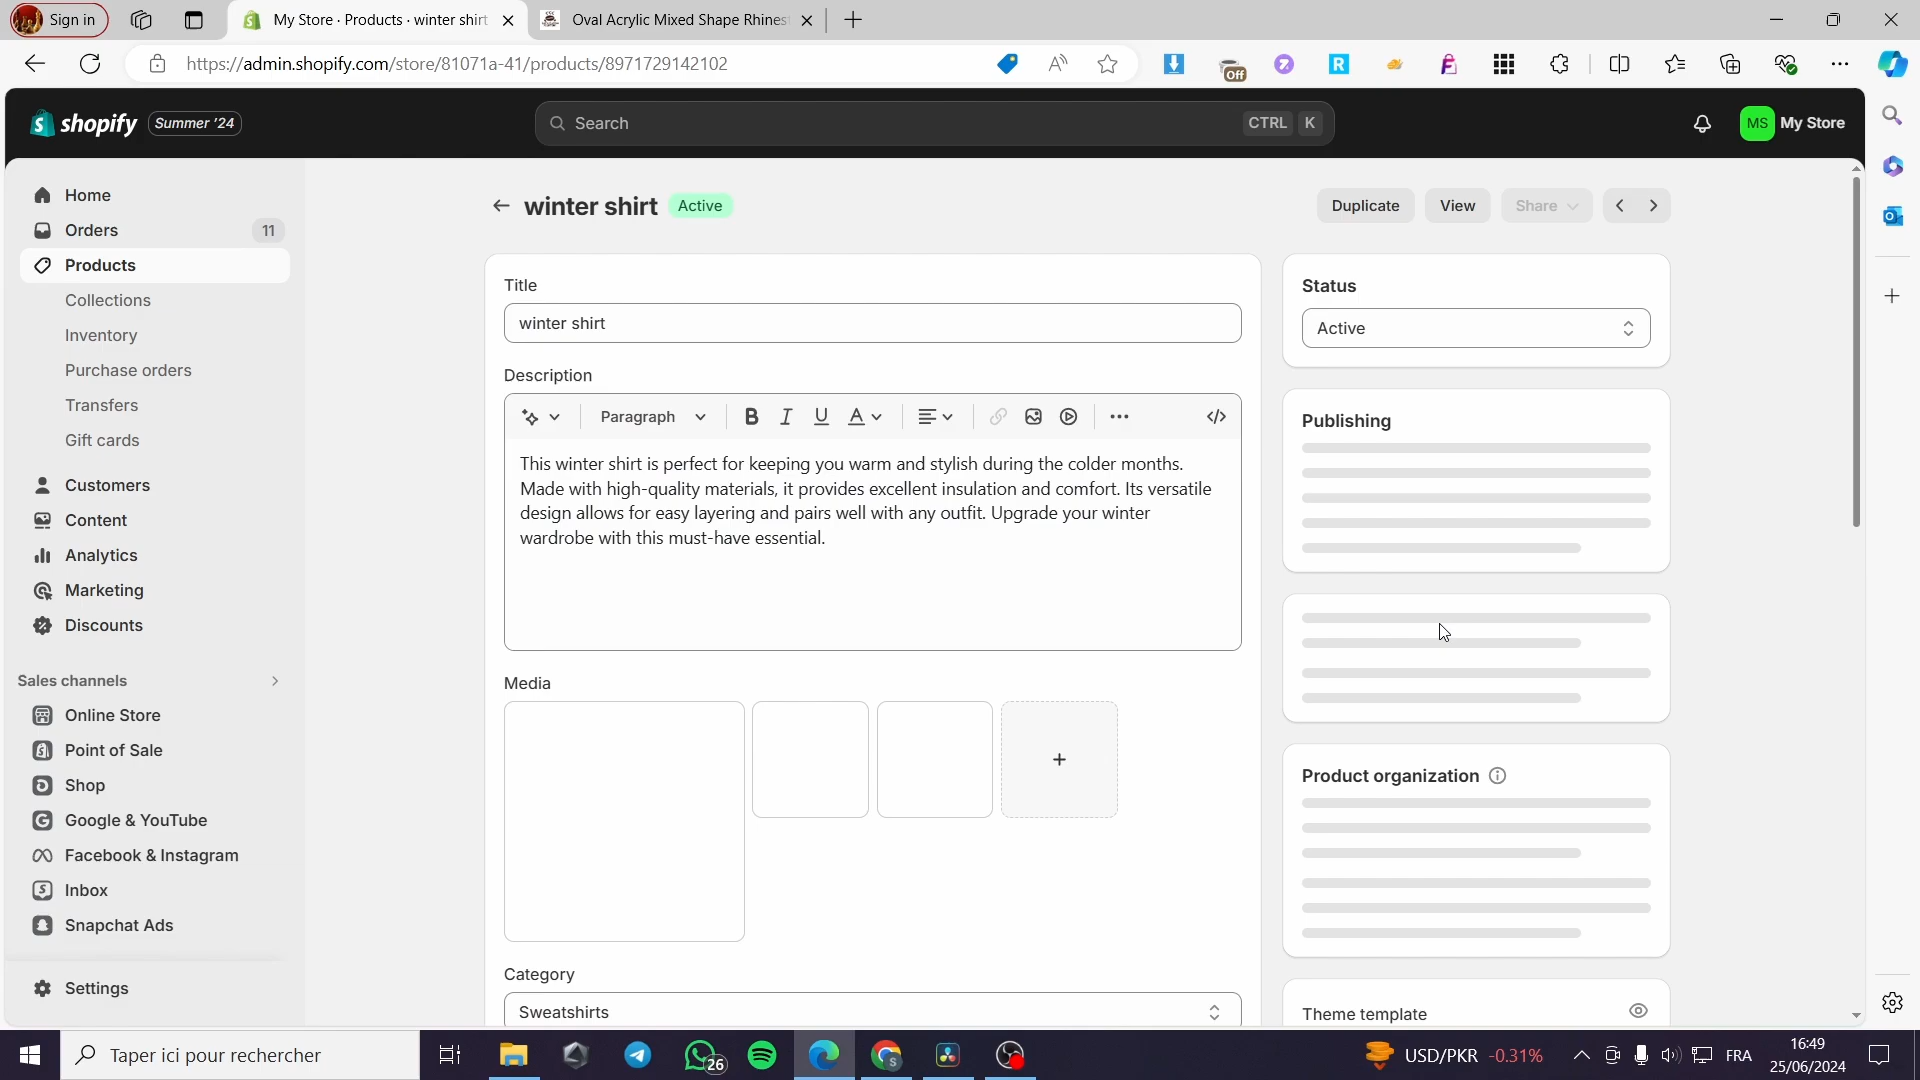 Sign in
My Store · Products · winter shirt
Oval Acrylic Mixed Shape Rhines
https://admin.shopify.com/store/81071a-41/products/8971729142102
Off
shopify
Summer '24
Search
CTRL K
MS My Store
Home
Orders 11
Products
Collections
Inventory
Purchase orders
Transfers
Gift cards
Customers
Content
Analytics
Marketing
Discounts
Sales channels
Online Store
Point of Sale
Shop
Google & YouTube
Facebook & Instagram
Inbox
Snapchat Ads
Settings
winter shirt Active
Duplicate
View
Share
Title
winter shirt
Description
Paragraph
B I U A
This winter shirt is perfect for keeping you warm and stylish during the colder months.
Made with high-quality materials, it provides excellent insulation and comfort. Its versatile
design allows for easy layering and pairs well with any outfit. Upgrade your winter
wardrobe with this must-have essential.
Media
Category
Sweatshirts
Status
Active
Publishing
Product organization
Theme template
Taper ici pour rechercher
26
USD/PKR -0.31%
FRA
16:49
25/06/2024